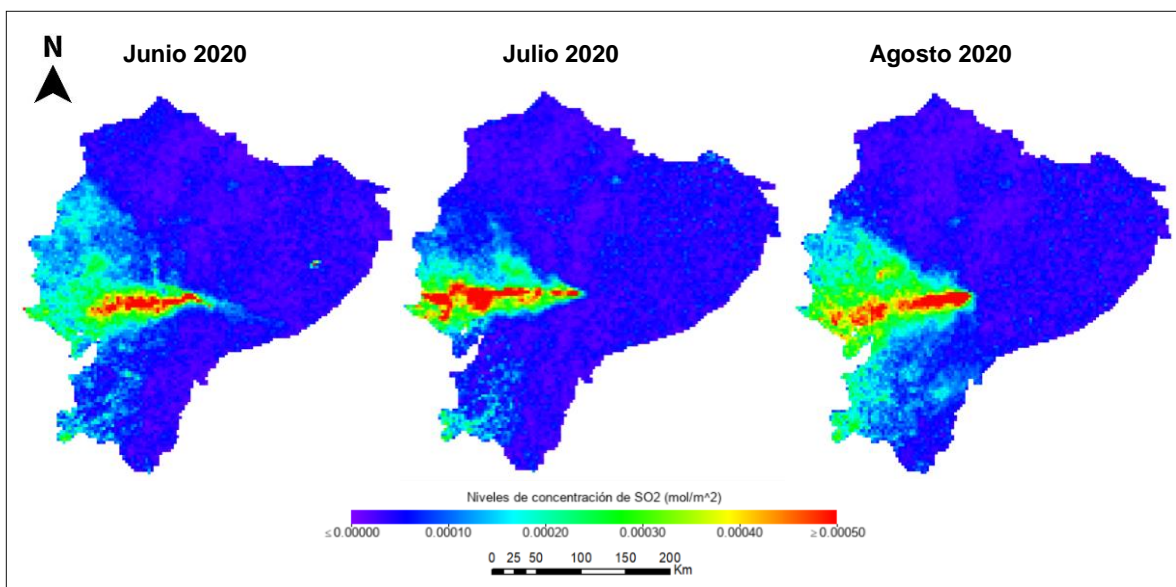 N
Junio 2020
Julio 2020
Agosto 2020
Niveles de concentración de SO2 (mol/m^2)
≤0.00000 0.00010 0.00020 0.00030 0.00040 ≥0.00050
0 25 50 100 150 200
Km